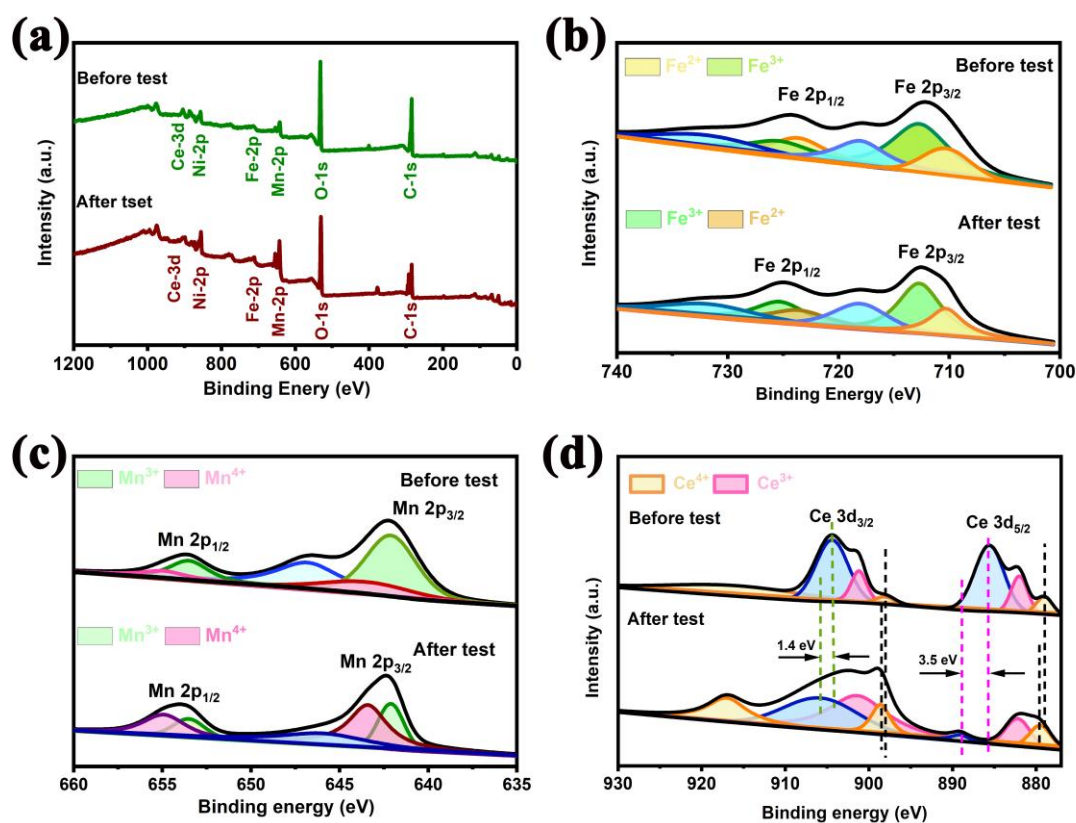 (a)
Before test
Ce-3d
Ni-2p
Fe-2p
Mn-2p
O-1s
C-1s
After tset
Ce-3d
Ni-2p
Fe-2p
Mn-2p
O-1s
C-1s
Intensity (a.u.)
1200 1000 800 600 400 200 0
Binding Enery (eV)
(b)
Fe²⁺ Fe³⁺
Before test
Fe 2p₁/₂
Fe 2p₃/₂
Fe³⁺ Fe²⁺
After test
Fe 2p₁/₂
Fe 2p₃/₂
Intensity (a.u.)
740 730 720 710 700
Binding Energy (eV)
(c)
Mn³⁺ Mn⁴⁺
Before test
Mn 2p₁/₂
Mn 2p₃/₂
Mn³⁺ Mn⁴⁺
After test
Mn 2p₁/₂
Mn 2p₃/₂
Intensity (a.u.)
660 655 650 645 640 635
Binding energy (eV)
(d)
Ce⁴⁺ Ce³⁺
Before test
Ce 3d₃/₂
Ce 3d₅/₂
After test
1.4 eV
3.5 eV
Intensity (a.u.)
930 920 910 900 890 880
Binding energy (eV)